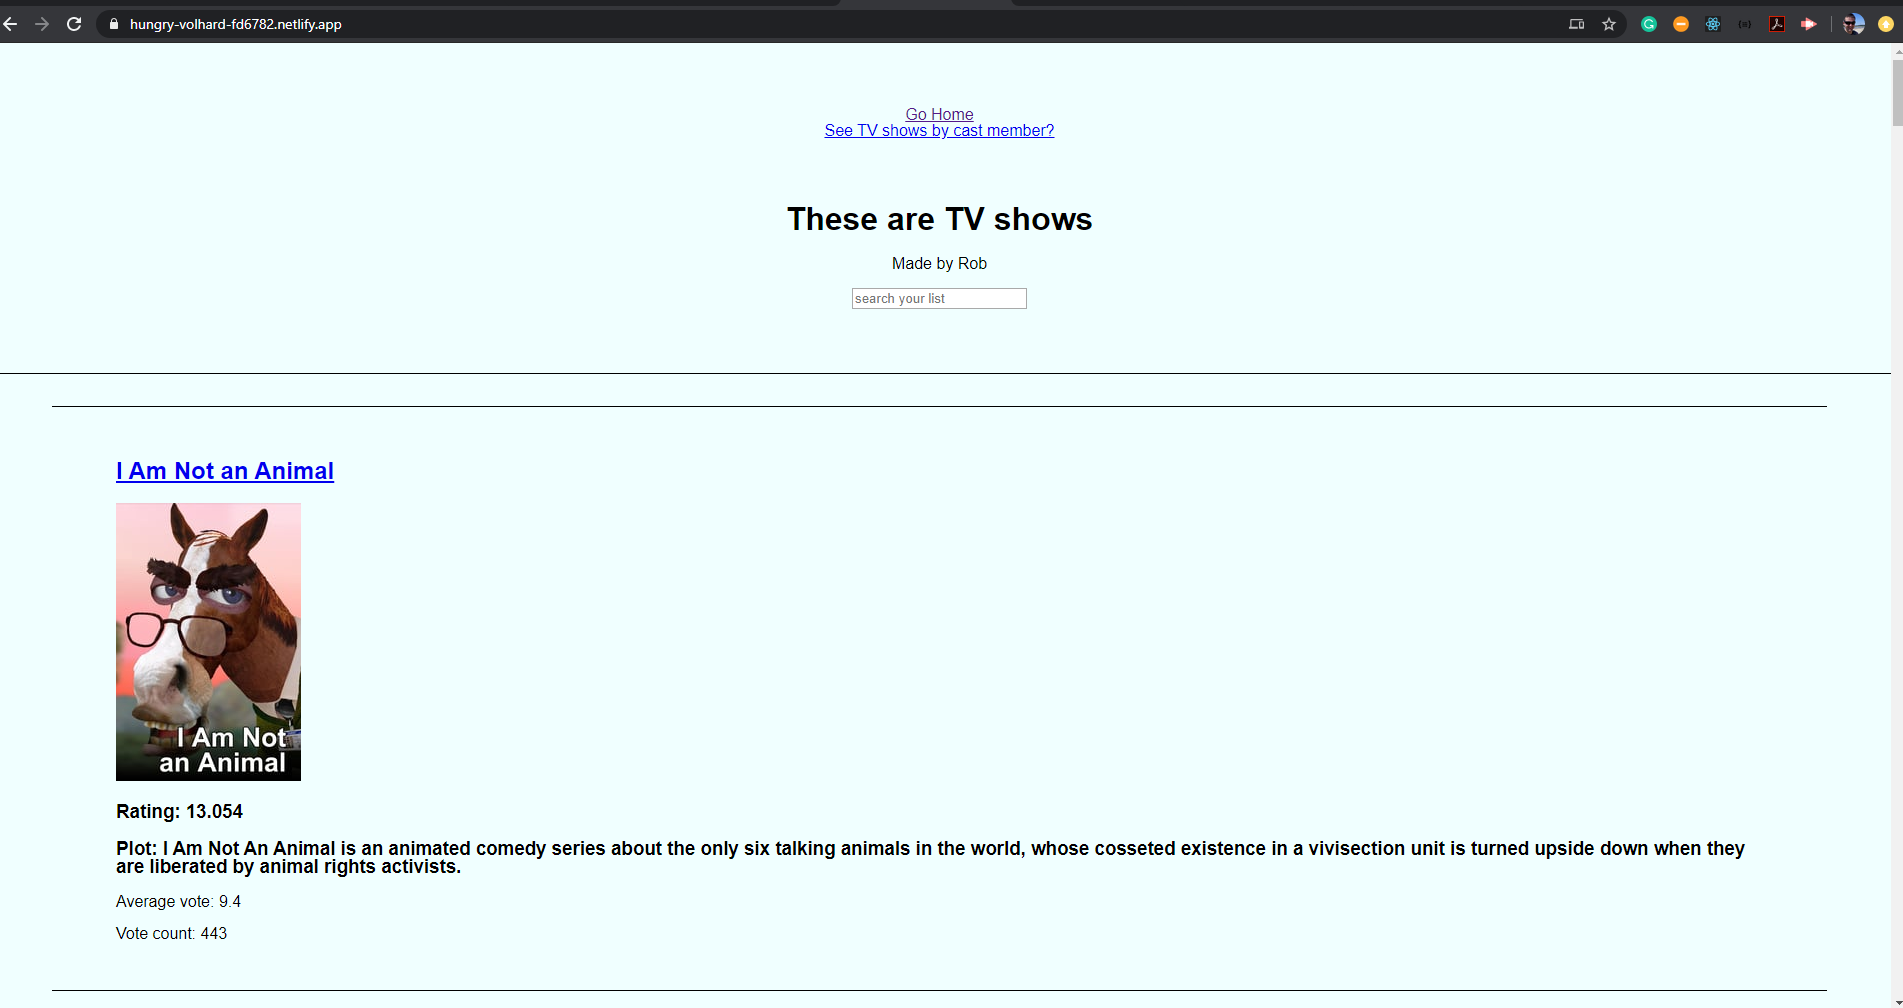 hungry-volhard-fd6782.netlify.app
Go Home
See TV shows by cast member?
These are TV shows
Made by Rob
search your list
I Am Not an Animal
I Am Not
an Animal
Rating: 13.054
Plot: I Am Not An Animal is an animated comedy series about the only six talking animals in the world, whose cosseted existence in a vivisection unit is turned upside down when they
are liberated by animal rights activists.
Average vote: 9.4
Vote count: 443